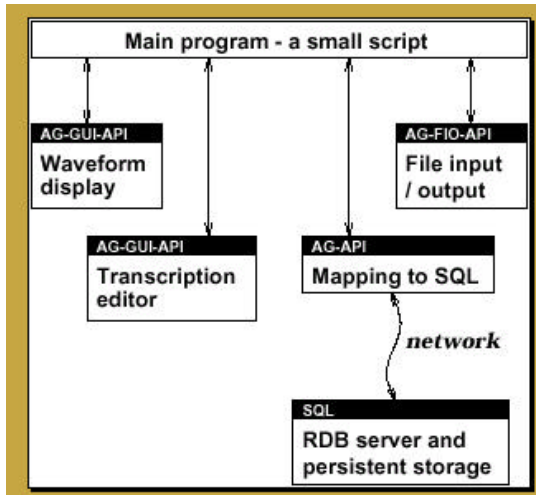 Main program - a small script
AG-GUI-API
Waveform
display
AG-FIO-API
File input
/ output
AG-GUI-API
Transcription
editor
AG-API
Mapping to SQL
network
SQL
RDB server and
persistent storage